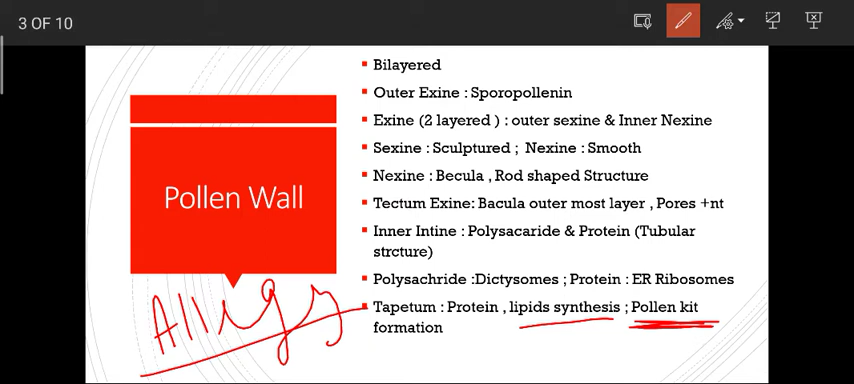 3 OF 10
Pollen Wall
Bilayered
Outer Exine : Sporopollenin
Exine (2 layered ) : outer sexine & Inner Nexine
Sexine : Sculptured ; Nexine : Smooth
Nexine : Becula , Rod shaped Structure
Tectum Exine: Bacula outer most layer , Pores +nt
Inner Intine : Polysacaride & Protein (Tubular
strcture)
Polysachride :Dictysomes ; Protein : ER Ribosomes
Tapetum : Protein , lipids synthesis ; Pollen kit
formation